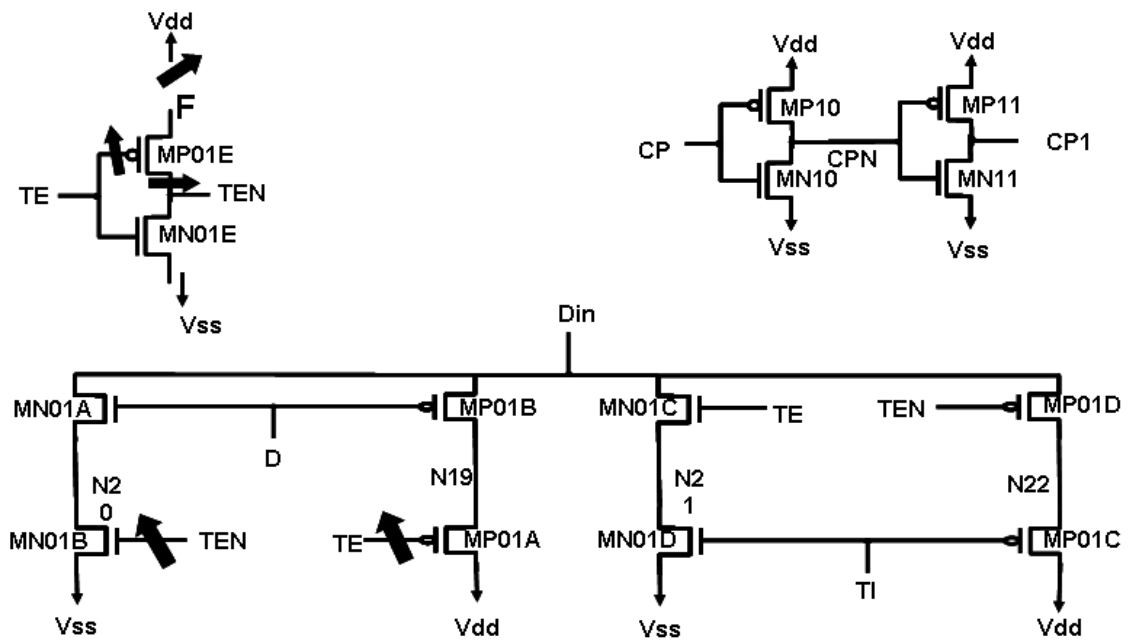 Vdd
F
MP01E
TE
TEN
MN01E
Vss
Vdd
Vdd
MP10
MP11
CP
CPN
CP1
MN10
MN11
Vss
Vss
Din
MN01A
MP01B
MN01C
TE
TEN
MP01D
D
N2
0
N19
N2
1
N22
MN01B
TEN
TE
MP01A
MN01D
MP01C
TI
Vss
Vdd
Vss
Vdd